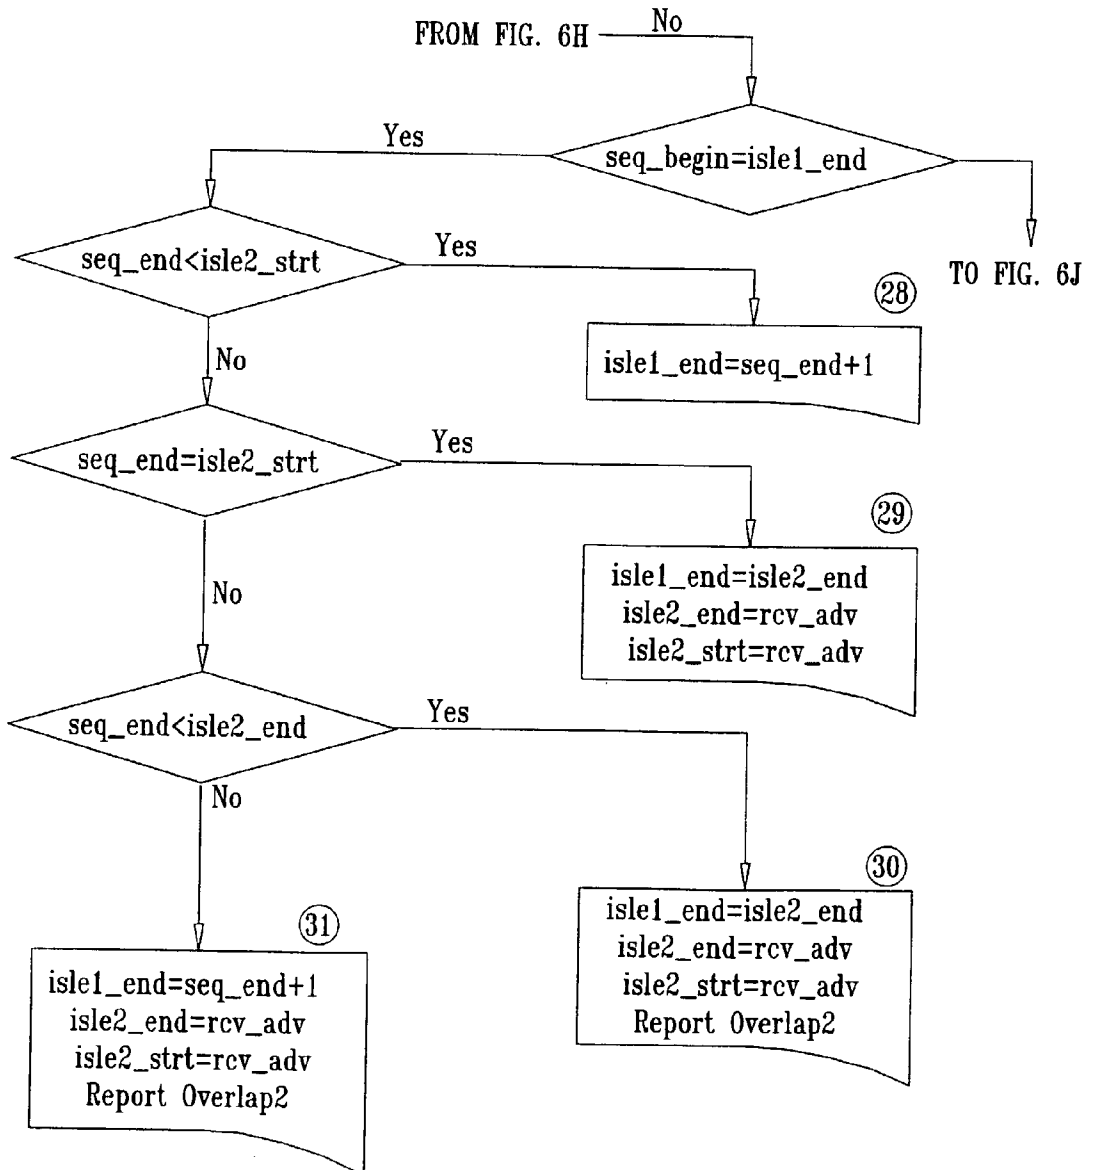 No
FROM FIG. 6H
Yes
seq_begin=isle1_end
seq_end<isle2_strt
Yes
TO FIG. 6J
28
No
isle1_end=seq_end+1
seq_end=isle2_strt
Yes
29
No
isle1_end=isle2_end
isle2_end=rcv_adv
isle2_strt=rcv_adv
seq_end<isle2_end
Yes
No
30
isle1_end=isle2_end
isle2_end=rcv_adv
isle2_strt=rcv_adv
Report Overlap2
31
isle1_end=seq_end+1
isle2_end=rcv_adv
isle2_strt=rcv_adv
Report Overlap2